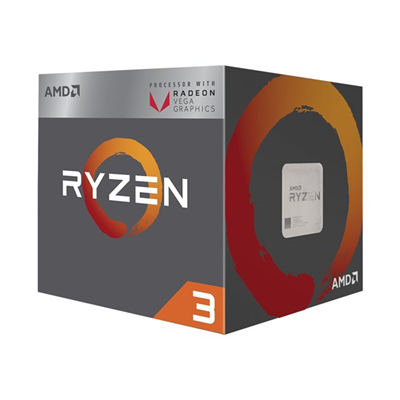 AMD
PROCESSOR WITH
RADEON
VEGA
GRAPHICS
RYZEN
3
AMD
RYZEN
AMD